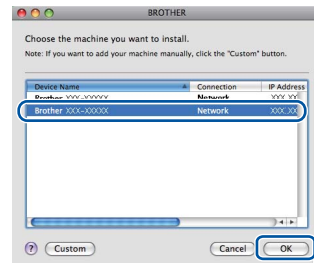 BROTHER
Choose the machine you want to install.
Note: If you want to add your machine manually, click the "Custom" button.
Device Name Connection IP Address
Brother XXX-XXXXX Network XXX.XX
Brother XXX-XXXXX Network XXX.XX
? Custom Cancel OK